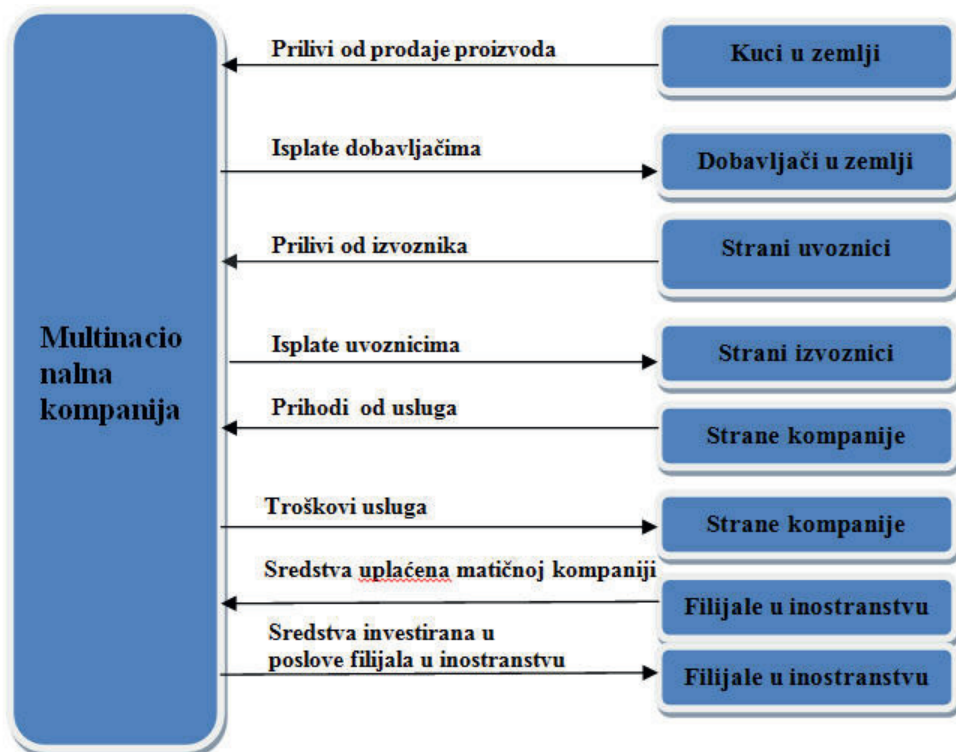 Prilivi od prodaje proizvoda
Kuci u zemlji
Isplate dobavljačima
Dobavljači u zemlji
Prilivi od izvoznika
Strani uvoznici
Multinacio
nalna
kompanija
Isplate uvoznicima
Strani izvoznici
Prihodi od usluga
Strane kompanije
Troškovi usluga
Strane kompanije
Sredstva uplaćena matičnoj kompaniji
Filijale u inostranstvu
Sredstva investirana u
poslove filijala u inostranstvu
Filijale u inostranstvu